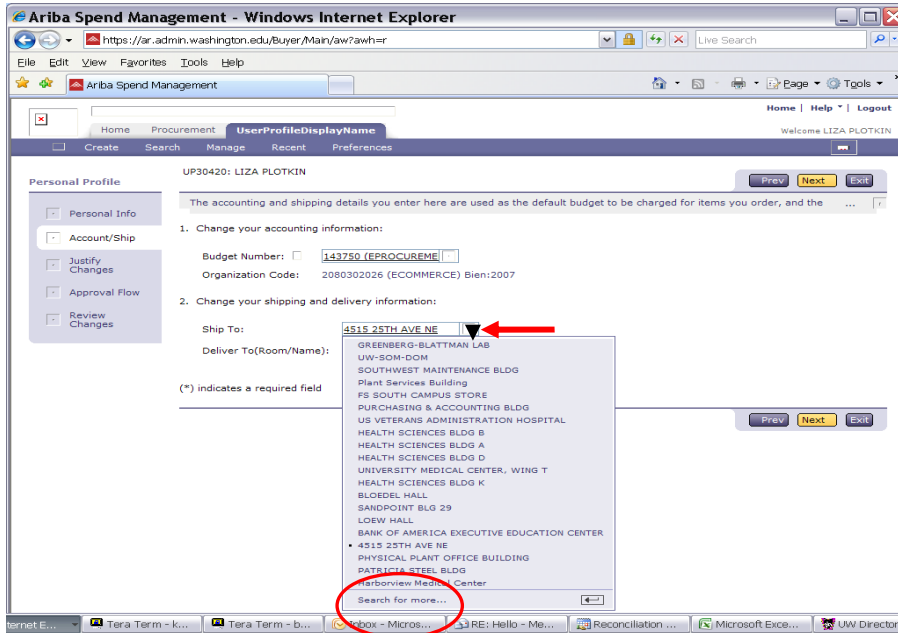 Ariba Spend Management - Windows Internet Explorer
https://ar.admin.washington.edu/Buyer/Main/aw?awh=r
Live Search
File Edit View Favorites Tools Help
Ariba Spend Management
Page Tools
Home | Help | Logout
Home Procurement UserProfileDisplayName
Welcome LIZA PLOTKIN
Create Search Manage Recent Preferences
UP30420: LIZA PLOTKIN
Personal Profile
Prev Next Exit
The accounting and shipping details you enter here are used as the default budget to be charged for items you order, and the ...
Personal Info
1. Change your accounting information:
Account/Ship
Budget Number: 143750 (EPROCUREME
Justify Changes
Organization Code: 2080302026 (ECOMMERCE) Bien:2007
Approval Flow
2. Change your shipping and delivery information:
Review Changes
Ship To: 4515 25TH AVE NE
Deliver To(Room/Name):
(*) indicates a required field
GREENBERG-BLATTMAN LAB
UW-SOM-DOM
SOUTHWEST MAINTENANCE BLDG
Plant Services Building
FS SOUTH CAMPUS STORE
PURCHASING & ACCOUNTING BLDG
US VETERANS ADMINISTRATION HOSPITAL
HEALTH SCIENCES BLDG B
HEALTH SCIENCES BLDG A
HEALTH SCIENCES BLDG D
UNIVERSITY MEDICAL CENTER, WING T
HEALTH SCIENCES BLDG K
BLOEDEL HALL
SANDPOINT BLG 29
LOEW HALL
BANK OF AMERICA EXECUTIVE EDUCATION CENTER
• 4515 25TH AVE NE
PHYSICAL PLANT OFFICE BUILDING
PATRICIA STEEL BLDG
Harborview Medical Center
Search for more...
Prev Next Exit
ternet E... Tera Term - k... Tera Term - b... Inbox - Micros... RE: Hello - Me... Reconciliation ... Microsoft Exce... UW Director